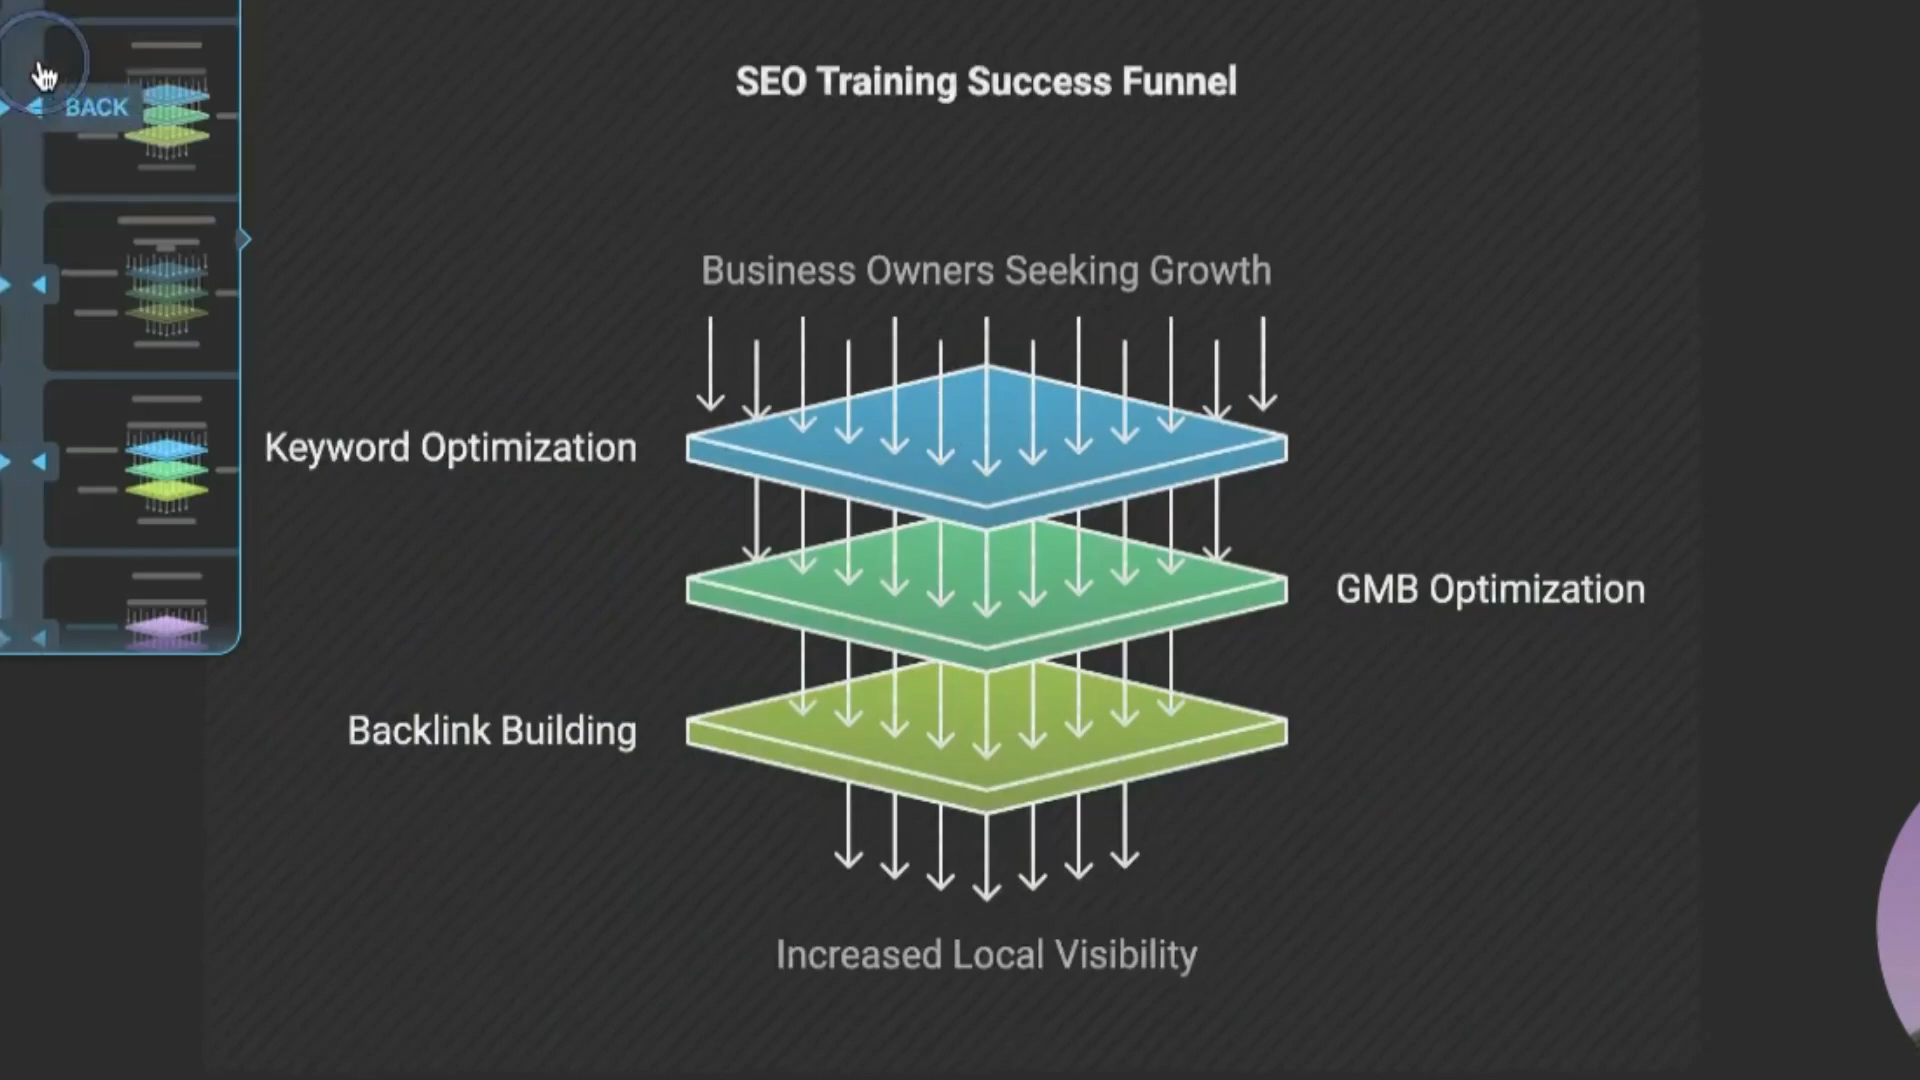 SEO Training Success Funnel
BACK
Business Owners Seeking Growth
Keyword Optimization
GMB Optimization
Backlink Building
Increased Local Visibility